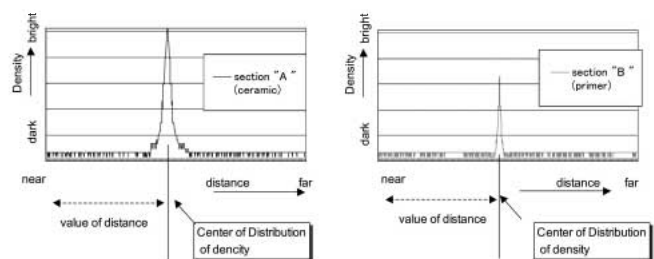 bright
Density
dark
section "A"
(ceramic)
near
distance
far
value of distance
Center of Distribution
of dencity
bright
Density
dark
section "B"
(primer)
near
distance
far
value of distance
Center of Distribution
of density